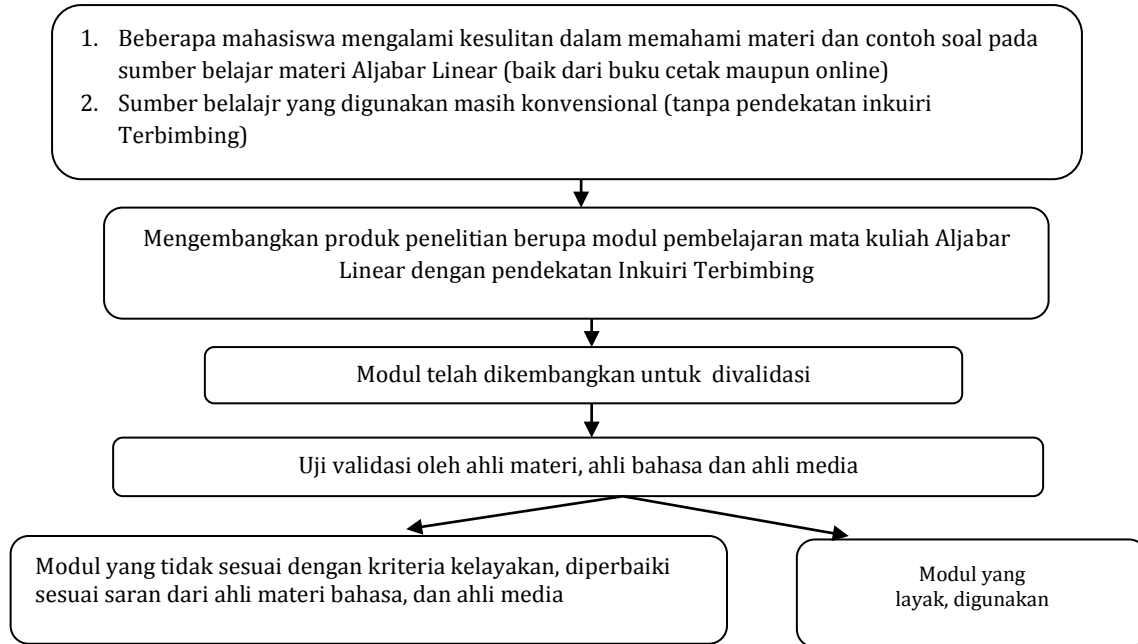 1. Beberapa mahasiswa mengalami kesulitan dalam memahami materi dan contoh soal pada
sumber belajar materi Aljabar Linear (baik dari buku cetak maupun online)
2. Sumber belalajr yang digunakan masih konvensional (tanpa pendekatan inkuiri
Terbimbing)
Mengembangkan produk penelitian berupa modul pembelajaran mata kuliah Aljabar
Linear dengan pendekatan Inkuiri Terbimbing
Modul telah dikembangkan untuk divalidasi
Uji validasi oleh ahli materi, ahli bahasa dan ahli media
Modul yang tidak sesuai dengan kriteria kelayakan, diperbaiki
sesuai saran dari ahli materi bahasa, dan ahli media
Modul yang
layak, digunakan